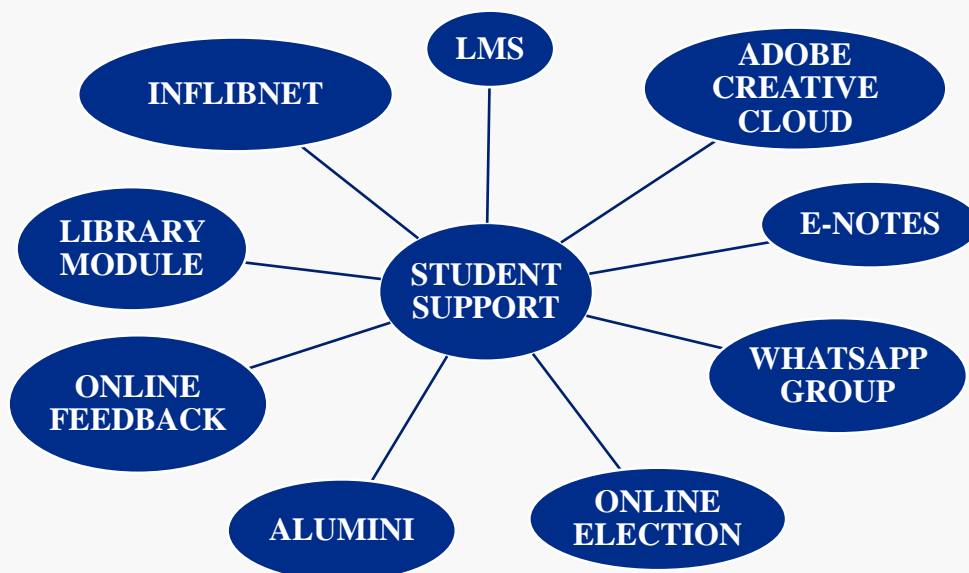 LMS
ADOBE
CREATIVE
CLOUD
INFLIBNET
E-NOTES
LIBRARY
MODULE
STUDENT
SUPPORT
WHATSAPP
GROUP
ONLINE
FEEDBACK
ALUMINI
ONLINE
ELECTION